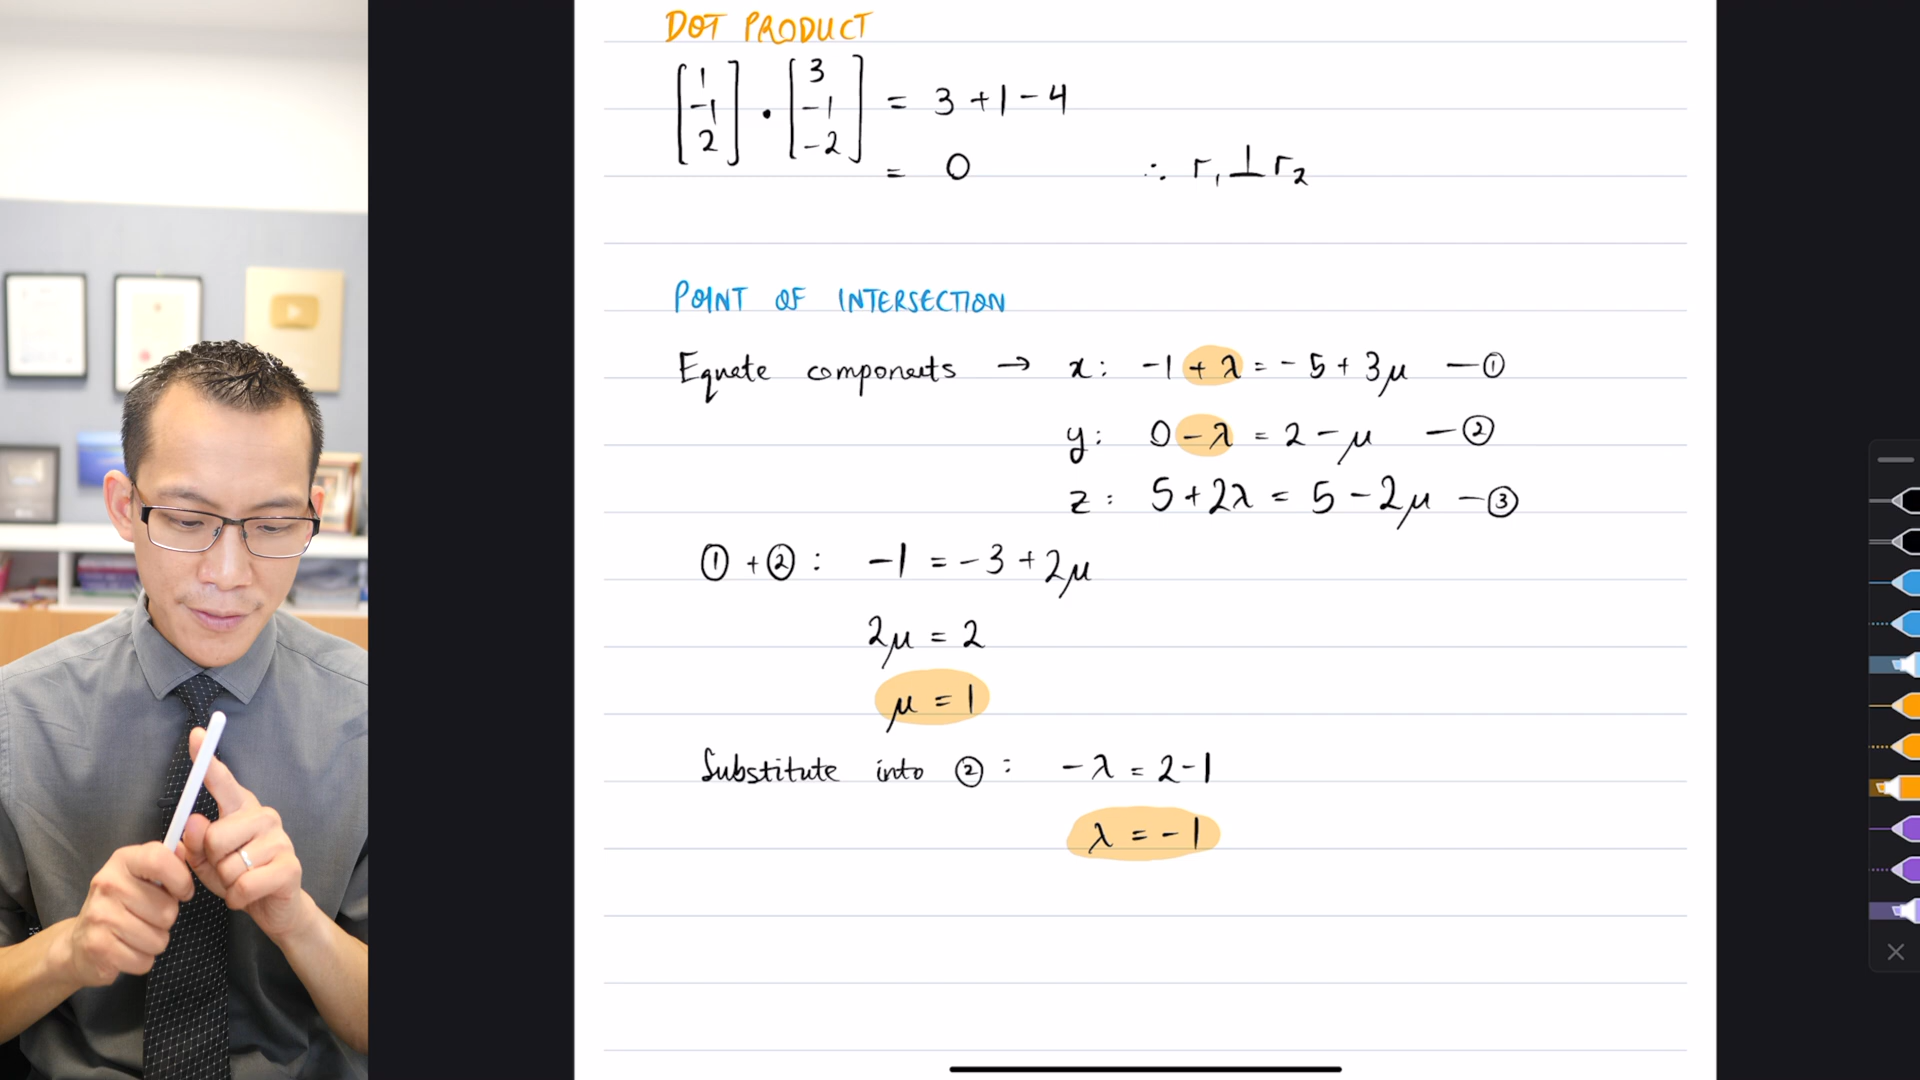 DOT PRODUCT
[1 -1 2] · [3 -1 -2] = 3 + 1 - 4
= 0 ∴ r₁ ⊥ r₂
POINT OF INTERSECTION
Equate components → x: -1 + λ = -5 + 3μ —①
y: 0 - λ = 2 - μ —②
z: 5 + 2λ = 5 - 2μ —③
① + ②: -1 = -3 + 2μ
2μ = 2
μ = 1
Substitute into ②: -λ = 2 - 1
λ = -1